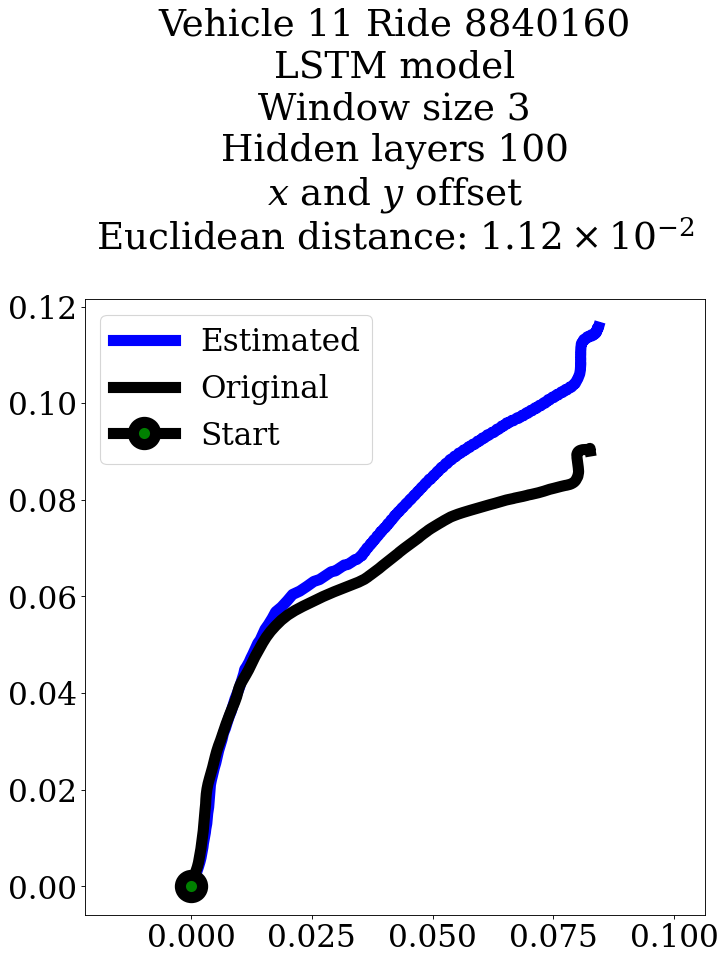 Vehicle 11 Ride 8840160
LSTM model
Window size 3
Hidden layers 100
x and y offset
Euclidean distance: 1.12 × 10⁻²
Estimated
Original
Start
0.12
0.10
0.08
0.06
0.04
0.02
0.00
0.000 0.025 0.050 0.075 0.100